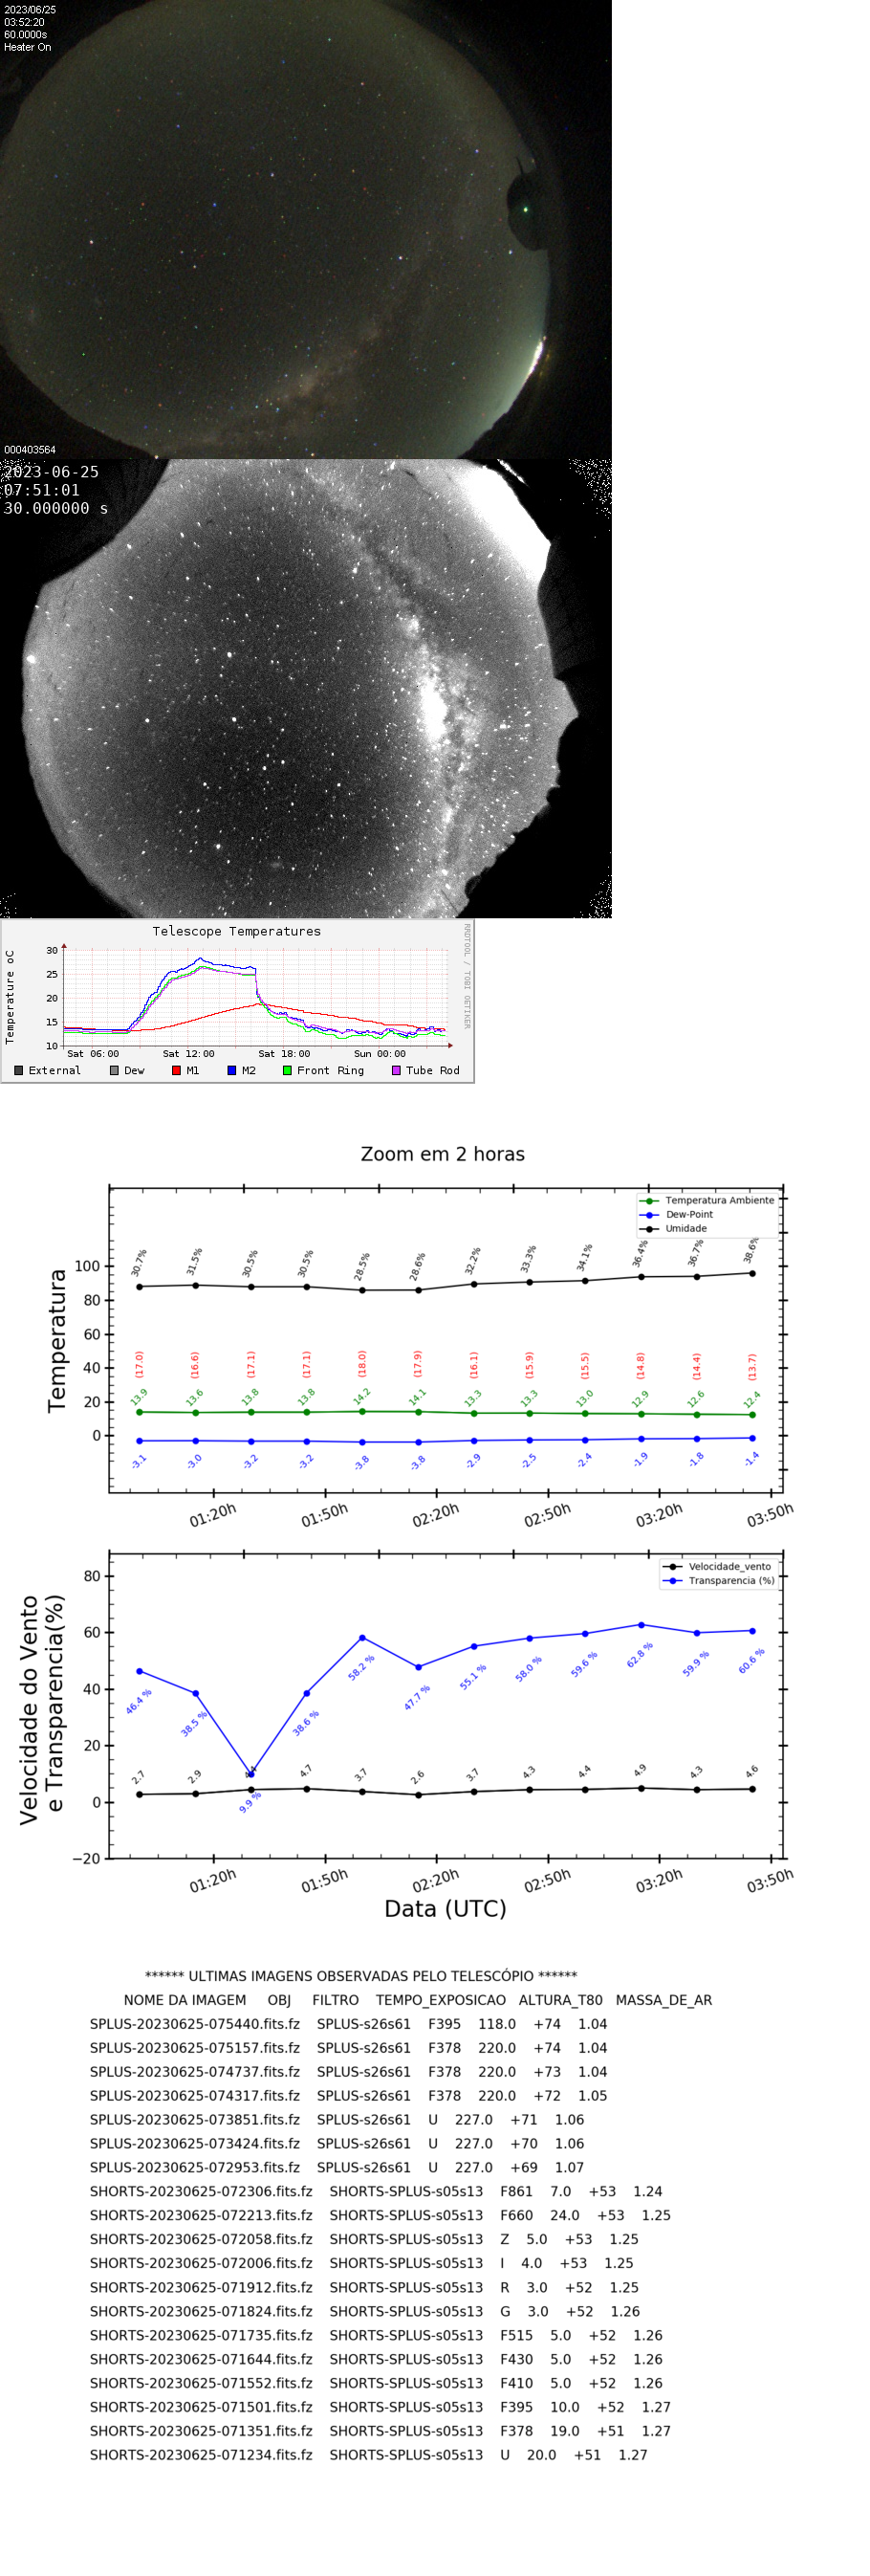 2023/06/25
03:52:20
60.0000s
Heater On
000403564
2023-06-25
07:51:01
30.000000 s
Telescope Temperatures
RRDTOOL / TOBI OETIKER
Temperature oC
30
25
20
15
10
Sat 06:00 Sat 12:00 Sat 18:00 Sun 00:00
External Dew M1 M2 Front Ring Tube Rod
Zoom em 2 horas
Temperatura Ambiente
Dew-Point
Umidade
Temperatura
100
80
60
40
20
0
30.7% 31.5% 30.5% 30.5% 28.5% 28.6% 32.2% 33.3% 34.1% 36.4% 36.7% 38.6%
(17.0) (16.6) (17.1) (17.1) (18.0) (17.9) (16.1) (15.9) (15.5) (14.8) (14.4) (13.7)
13.9 13.6 13.8 13.8 14.2 14.1 13.3 13.3 13.0 12.9 12.6 12.4
-3.1 -3.0 -3.2 -3.2 -3.8 -3.8 -2.9 -2.5 -2.4 -1.9 -1.8 -1.4
01:20h 01:50h 02:20h 02:50h 03:20h 03:50h
Velocidade_vento
Transparencia (%)
Velocidade do Vento
e Transparencia(%)
80
60
40
20
0
−20
46.4 % 38.5 % 9.9 % 38.6 % 58.2 % 47.7 % 55.1 % 58.0 % 59.6 % 62.8 % 59.9 % 60.6 %
2.7 2.9 4.4 4.7 3.7 2.6 3.7 4.3 4.4 4.9 4.3 4.6
01:20h 01:50h 02:20h 02:50h 03:20h 03:50h
Data (UTC)
****** ULTIMAS IMAGENS OBSERVADAS PELO TELESCÓPIO ******
NOME DA IMAGEM OBJ FILTRO TEMPO_EXPOSICAO ALTURA_T80 MASSA_DE_AR
SPLUS-20230625-075440.fits.fz SPLUS-s26s61 F395 118.0 +74 1.04
SPLUS-20230625-075157.fits.fz SPLUS-s26s61 F378 220.0 +74 1.04
SPLUS-20230625-074737.fits.fz SPLUS-s26s61 F378 220.0 +73 1.04
SPLUS-20230625-074317.fits.fz SPLUS-s26s61 F378 220.0 +72 1.05
SPLUS-20230625-073851.fits.fz SPLUS-s26s61 U 227.0 +71 1.06
SPLUS-20230625-073424.fits.fz SPLUS-s26s61 U 227.0 +70 1.06
SPLUS-20230625-072953.fits.fz SPLUS-s26s61 U 227.0 +69 1.07
SHORTS-20230625-072306.fits.fz SHORTS-SPLUS-s05s13 F861 7.0 +53 1.24
SHORTS-20230625-072213.fits.fz SHORTS-SPLUS-s05s13 F660 24.0 +53 1.25
SHORTS-20230625-072058.fits.fz SHORTS-SPLUS-s05s13 Z 5.0 +53 1.25
SHORTS-20230625-072006.fits.fz SHORTS-SPLUS-s05s13 I 4.0 +53 1.25
SHORTS-20230625-071912.fits.fz SHORTS-SPLUS-s05s13 R 3.0 +52 1.25
SHORTS-20230625-071824.fits.fz SHORTS-SPLUS-s05s13 G 3.0 +52 1.26
SHORTS-20230625-071735.fits.fz SHORTS-SPLUS-s05s13 F515 5.0 +52 1.26
SHORTS-20230625-071644.fits.fz SHORTS-SPLUS-s05s13 F430 5.0 +52 1.26
SHORTS-20230625-071552.fits.fz SHORTS-SPLUS-s05s13 F410 5.0 +52 1.26
SHORTS-20230625-071501.fits.fz SHORTS-SPLUS-s05s13 F395 10.0 +52 1.27
SHORTS-20230625-071351.fits.fz SHORTS-SPLUS-s05s13 F378 19.0 +51 1.27
SHORTS-20230625-071234.fits.fz SHORTS-SPLUS-s05s13 U 20.0 +51 1.27